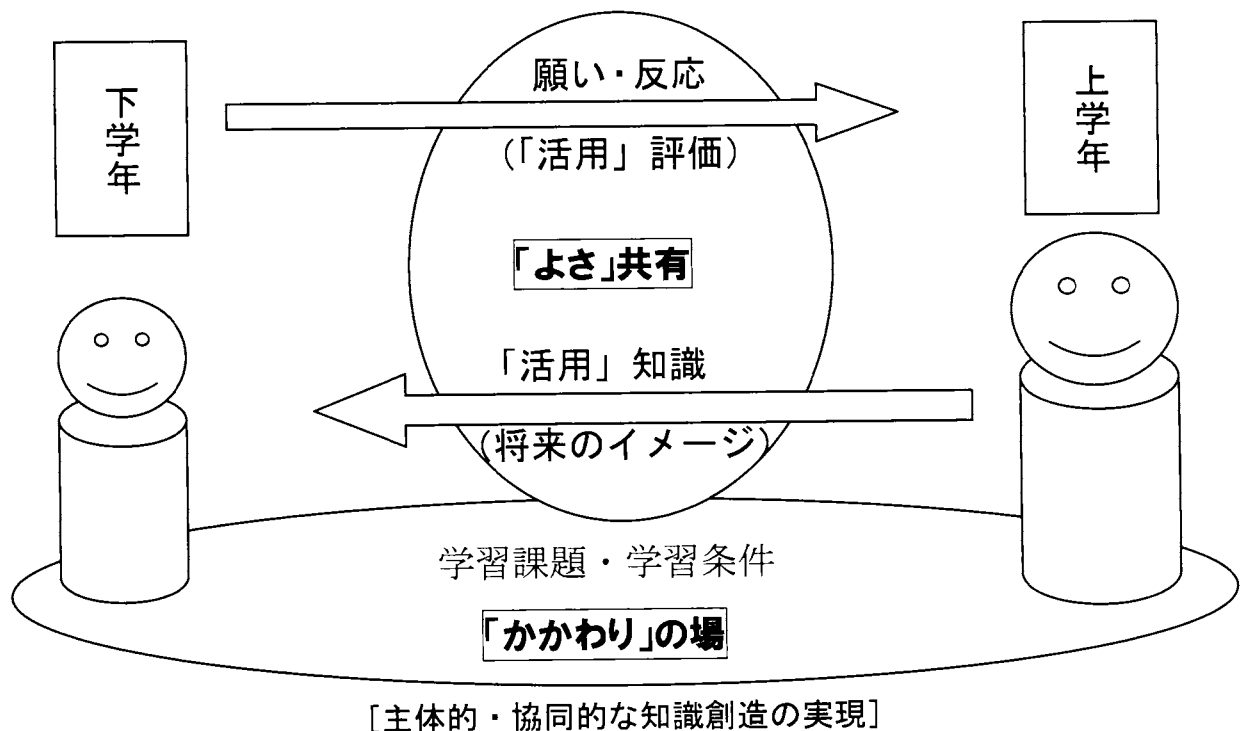 下学年
上学年
願い・反応
（「活用」評価）
「よさ」共有
「活用」知識
（将来のイメージ）
学習課題・学習条件
「かかわり」の場
［主体的・協同的な知識創造の実現］